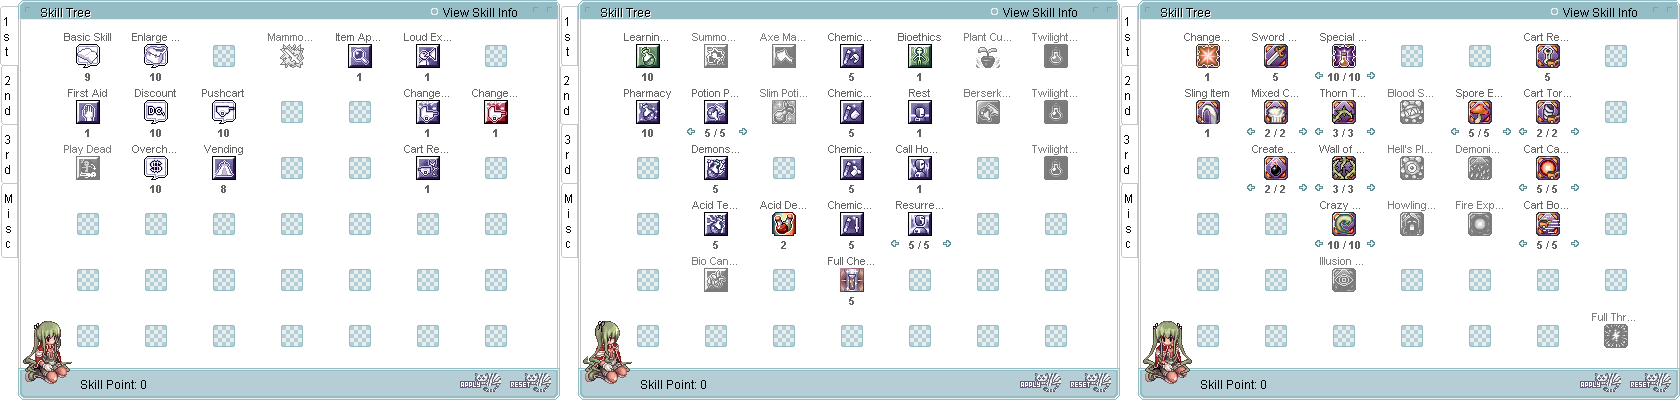 Skill Tree
View Skill Info
1st
2nd
3rd
Misc
Basic Skill
Enlarge ...
Mammo...
Item Ap...
Loud Ex...
9
10
1
1
First Aid
Discount
Pushcart
Change...
Change...
1
10
10
1
1
Play Dead
Overch...
Vending
Cart Re...
10
8
1
Skill Point: 0
APPLY
RESET
Skill Tree
View Skill Info
1st
2nd
3rd
Misc
Learnin...
Summo...
Axe Ma...
Chemic...
Bioethics
Plant Cu...
Twilight...
10
5
1
Pharmacy
Potion P...
Slim Poti...
Chemic...
Rest
Berserk...
Twilight...
10
5 / 5
5
1
Demons...
Chemic...
Call Ho...
Twilight...
5
5
1
Acid Te...
Acid De...
Chemic...
Resurre...
5
2
5
5 / 5
Bio Can...
Full Che...
5
Skill Point: 0
APPLY
RESET
Skill Tree
View Skill Info
1st
2nd
3rd
Misc
Change...
Sword ...
Special ...
Cart Re...
1
5
10 / 10
5
Sling Item
Mixed C...
Thorn T...
Blood S...
Spore E...
Cart Tor...
1
2 / 2
3 / 3
5 / 5
2 / 2
Create ...
Wall of ...
Hell's Pl...
Demoni...
Cart Ca...
2 / 2
3 / 3
5 / 5
Crazy ...
Howling...
Fire Exp...
Cart Bo...
10 / 10
5 / 5
Illusion ...
Full Thr...
Skill Point: 0
APPLY
RESET